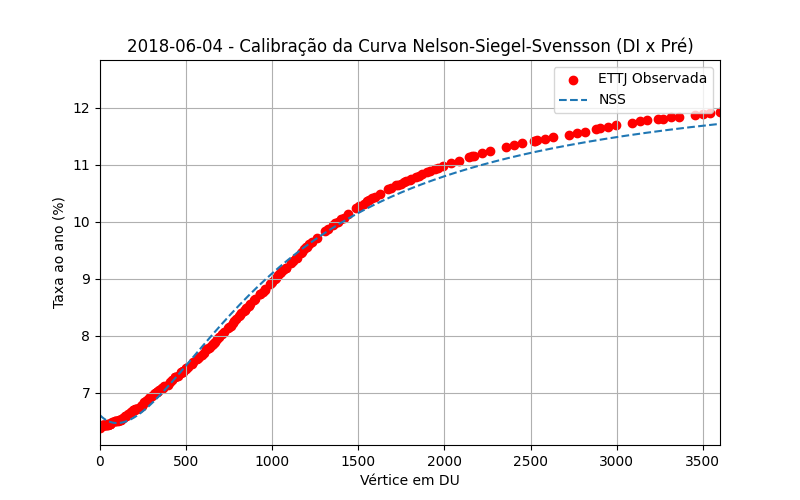 2018-06-04 - Calibração da Curva Nelson-Siegel-Svensson (DI x Pré)
ETTJ Observada
NSS
Taxa ao ano (%)
12
11
10
9
8
7
0 500 1000 1500 2000 2500 3000 3500
Vértice em DU